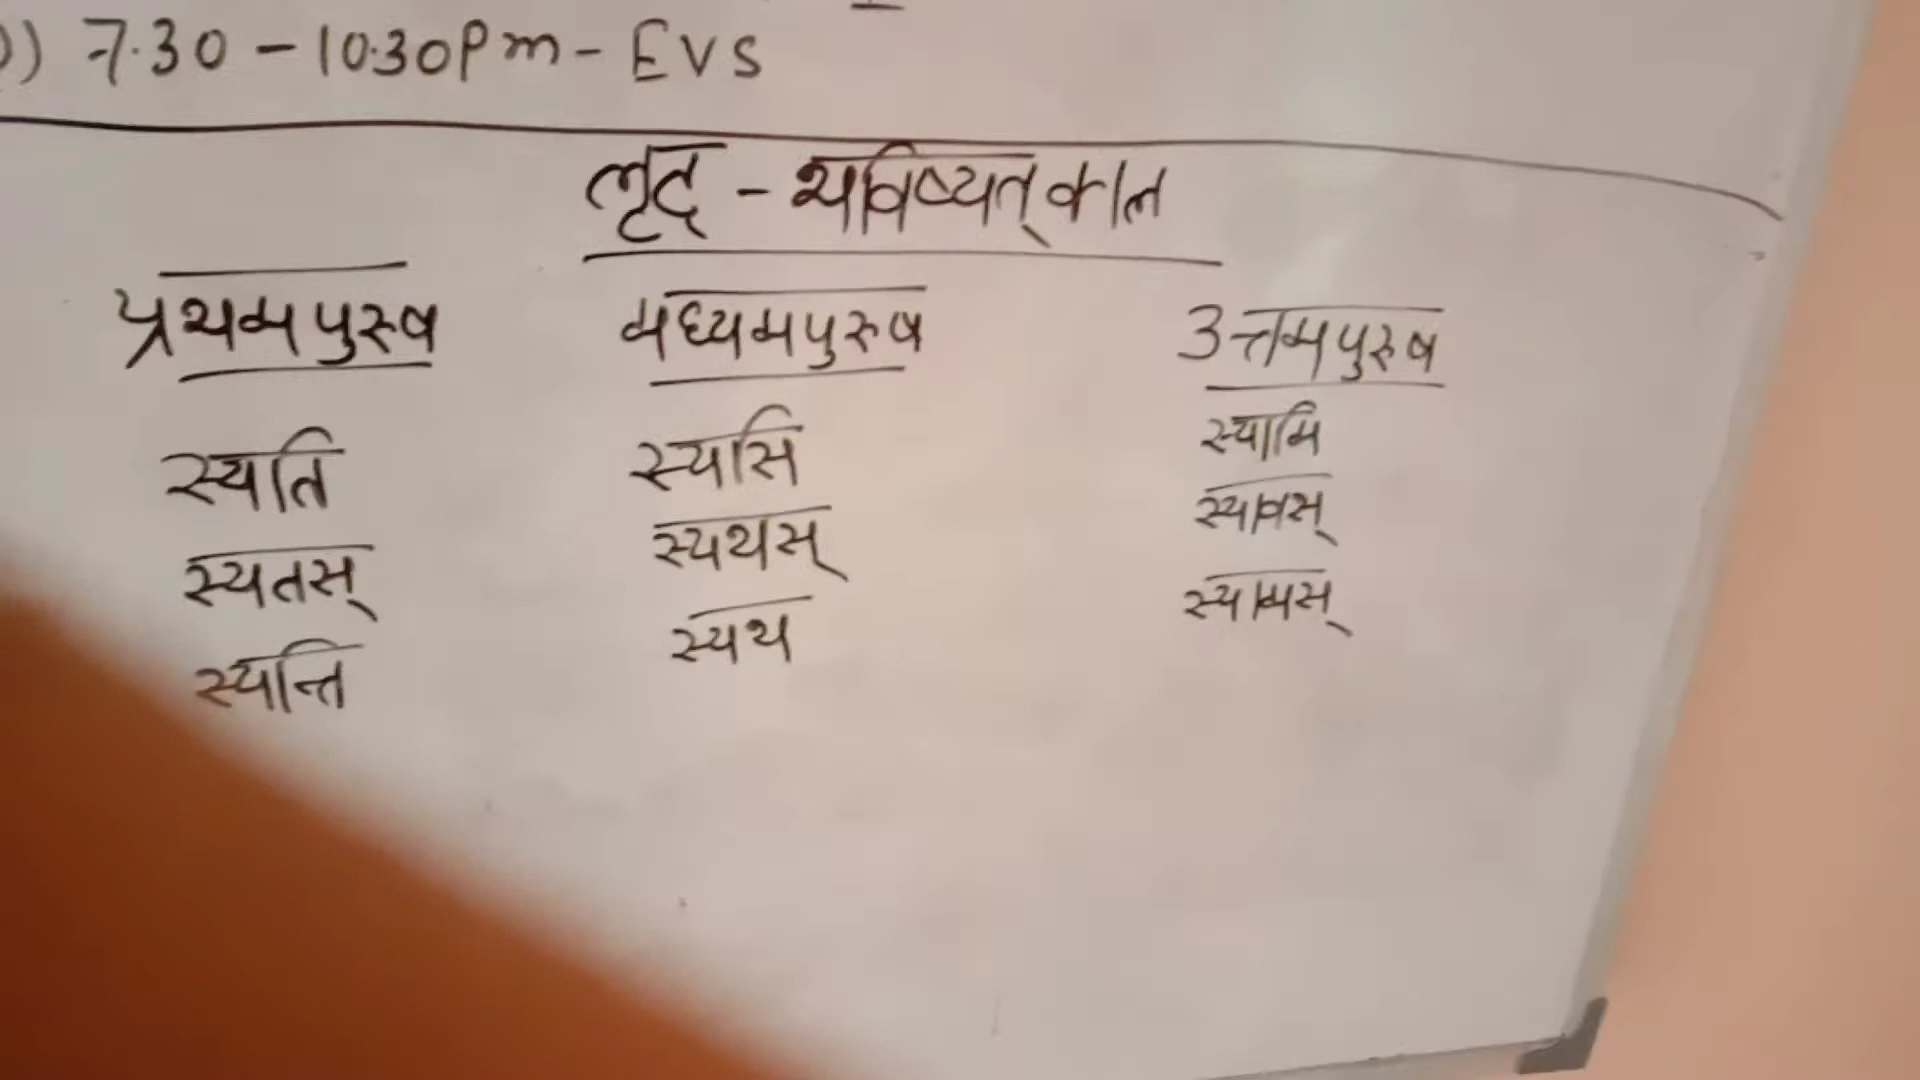 ) 7.30 - 10.30pm - EVS
लृट् - भविष्यत्काल
प्रथमपुरुष मध्यमपुरुष उत्तमपुरुष
स्यति स्यसि स्यामि
स्यतस् स्यथस् स्यावस्
स्यन्ति स्यथ स्यामस्